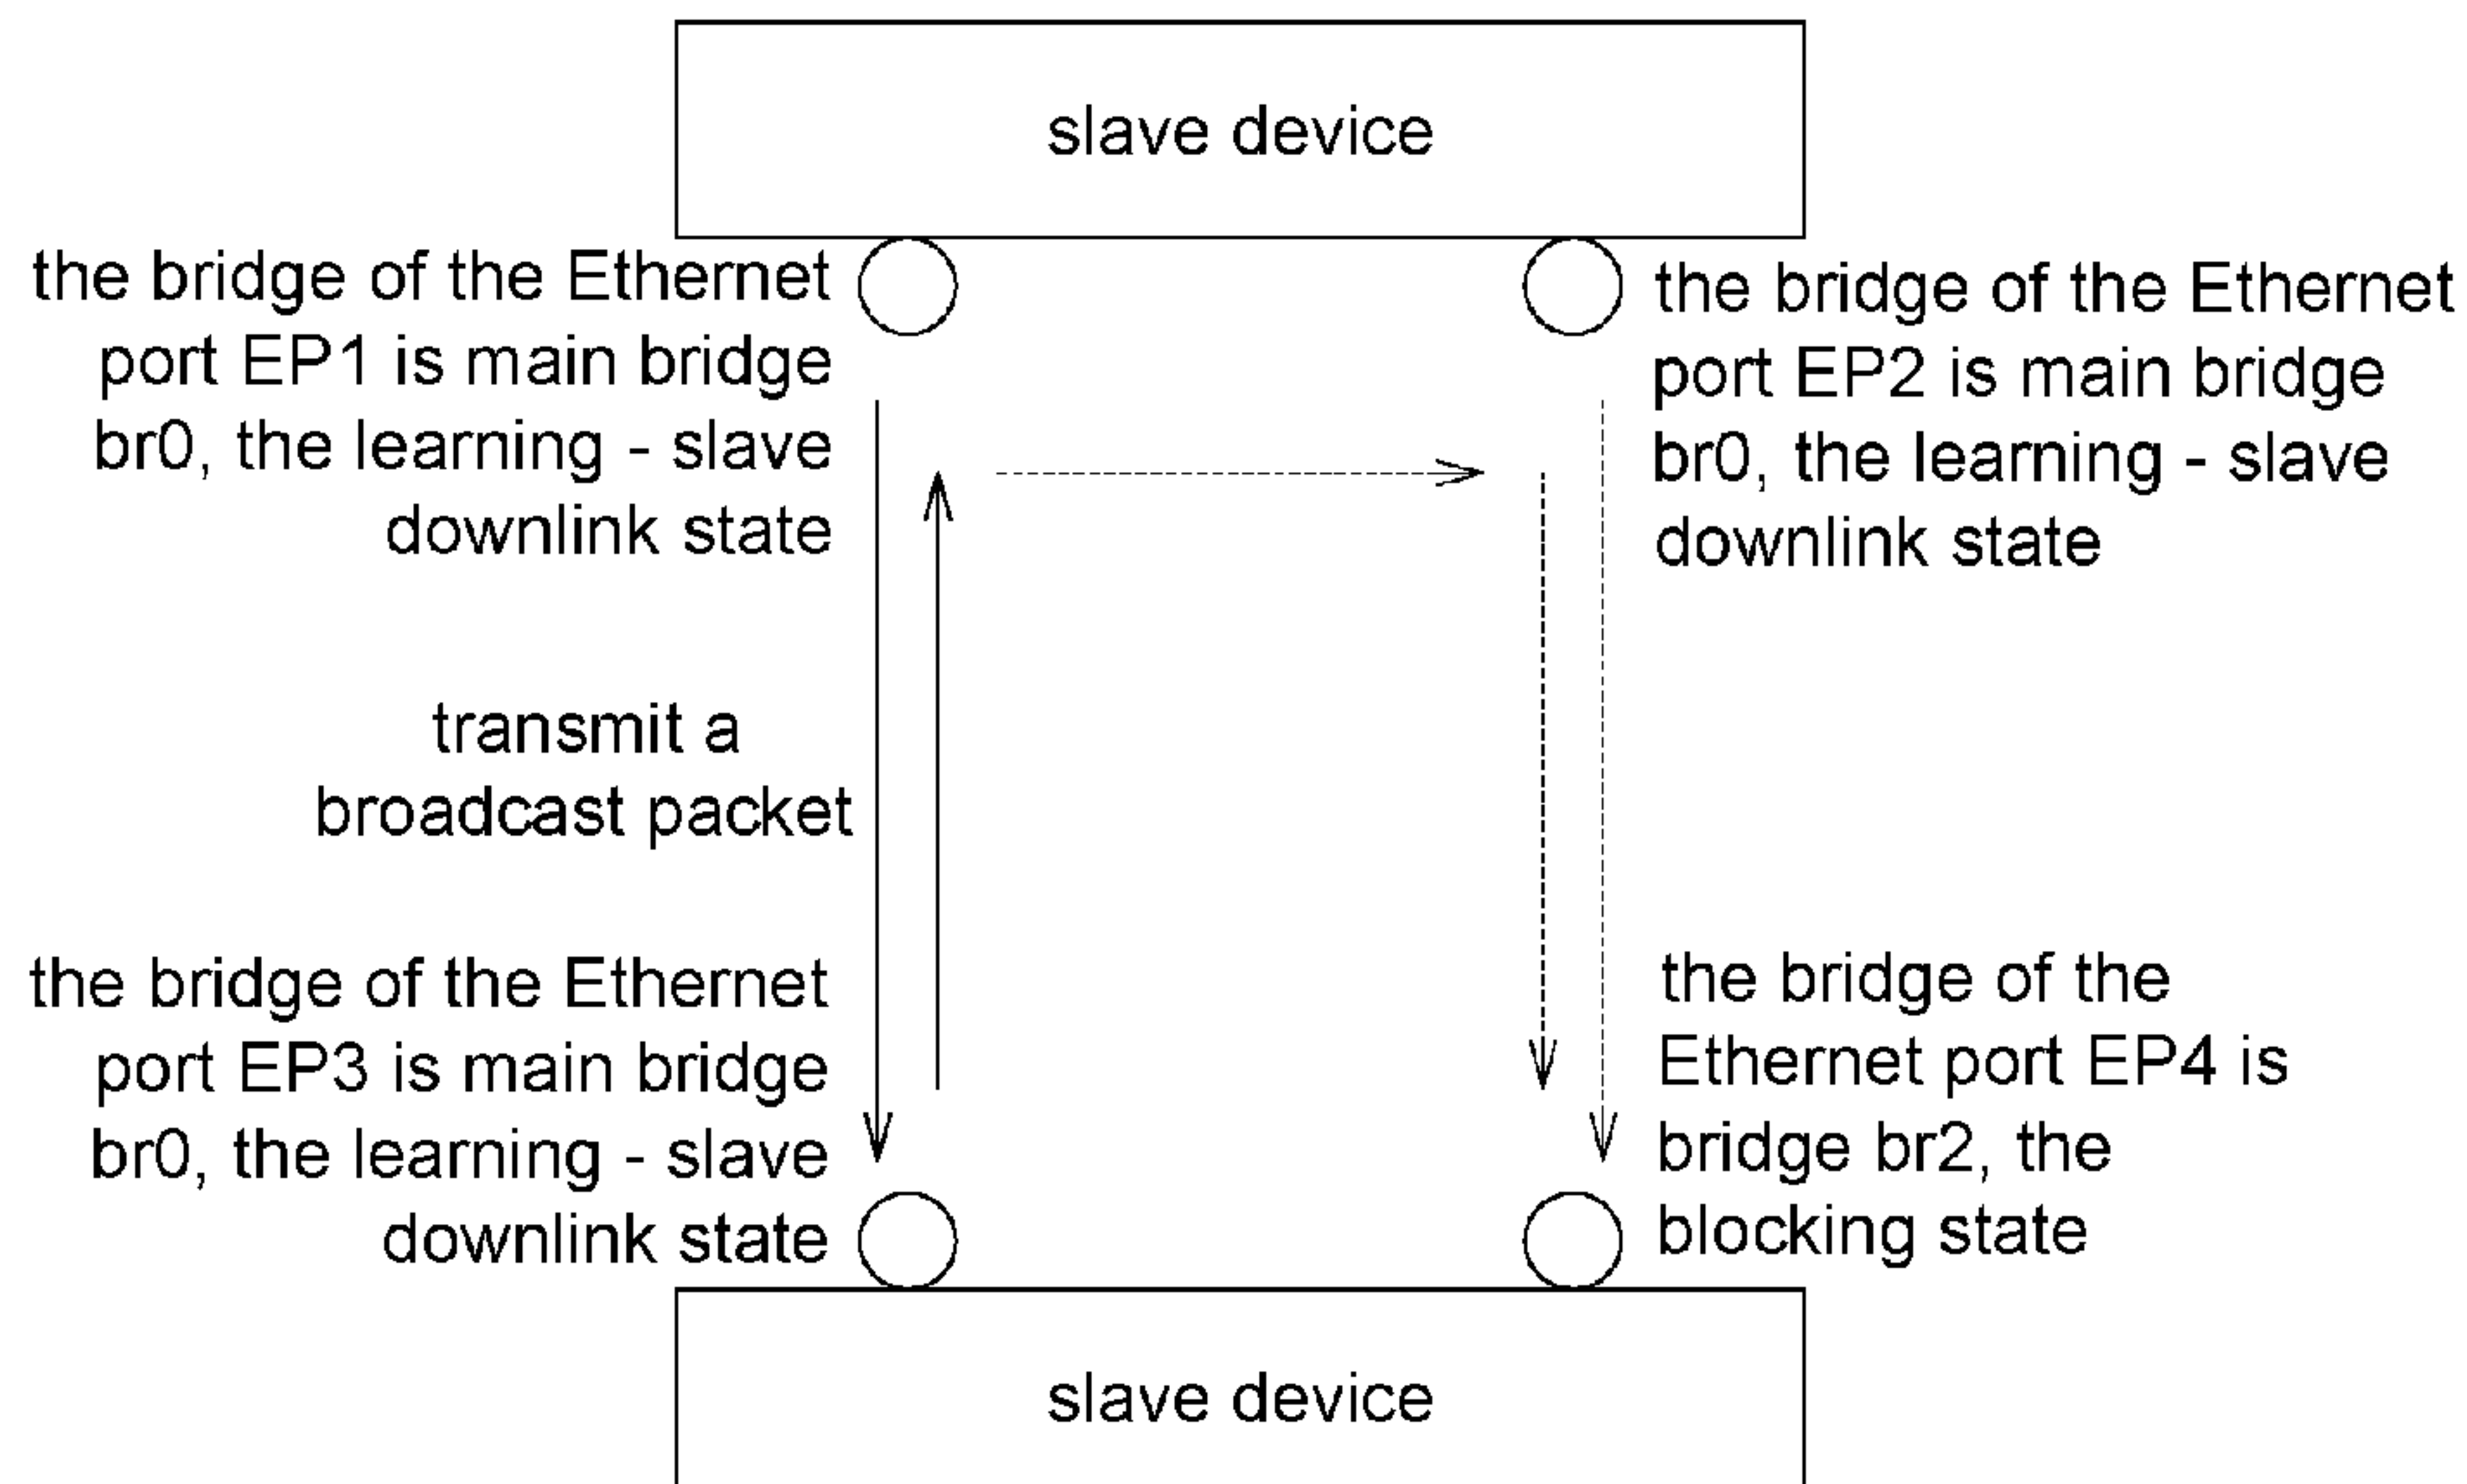 slave device
the bridge of the Ethernet
port EP1 is main bridge
br0, the learning - slave
downlink state
the bridge of the Ethernet
port EP2 is main bridge
br0, the learning - slave
downlink state
transmit a
broadcast packet
the bridge of the Ethernet
port EP3 is main bridge
br0, the learning - slave
downlink state
the bridge of the
Ethernet port EP4 is
bridge br2, the
blocking state
slave device